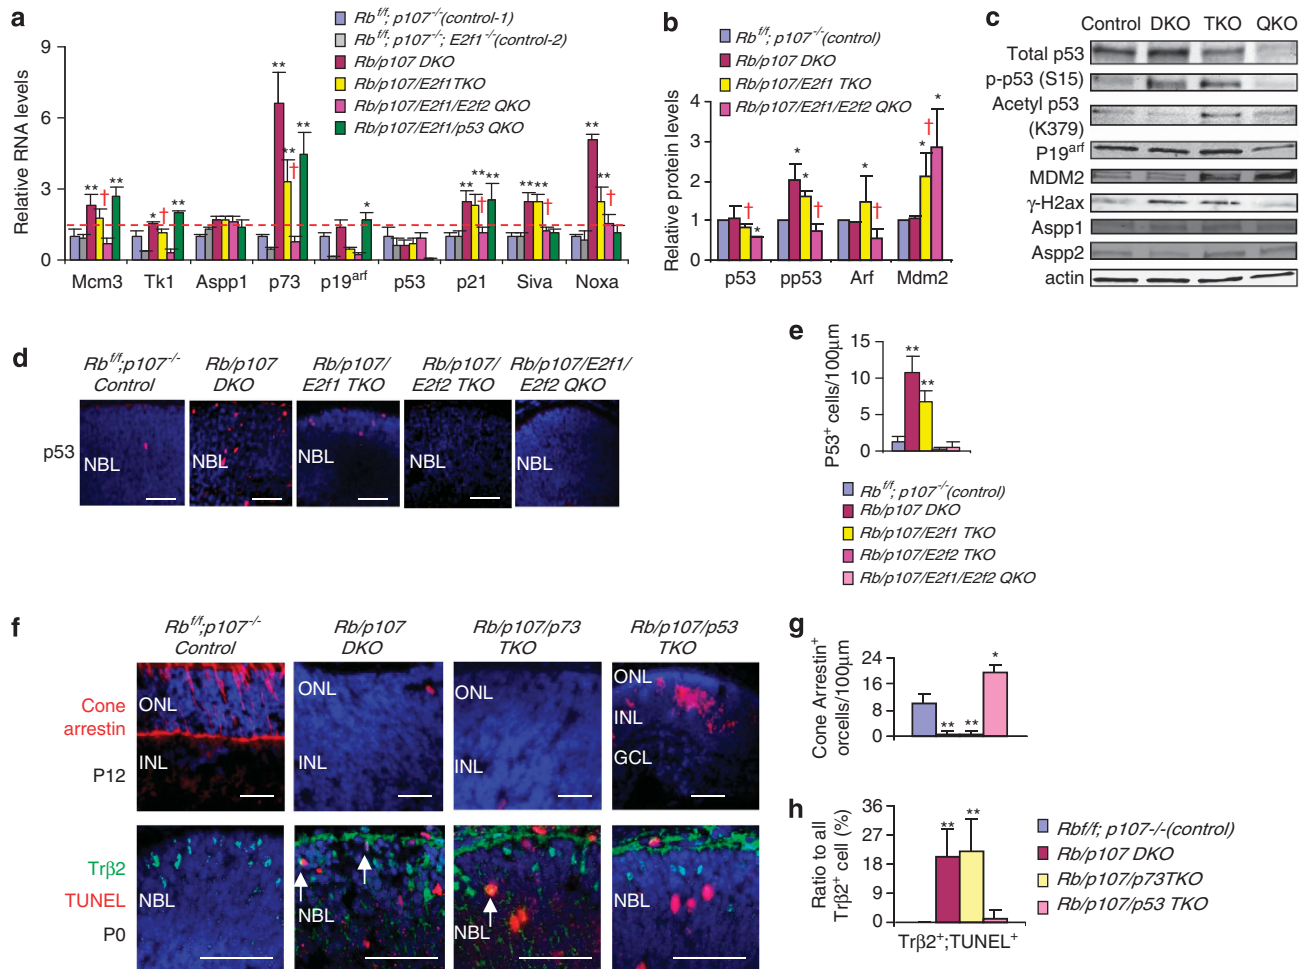 a
Rb^f/f; p107^-/-(control-1)
Rb^f/f; p107^-/-; E2f1^-/-(control-2)
Rb/p107 DKO
Rb/p107/E2f1TKO
Rb/p107/E2f1/E2f2 QKO
Rb/p107/E2f1/p53 QKO
Relative RNA levels
9
6
3
0
** * ** ** ** * ** ** ** ** ** ** **
† † † † † †
Mcm3 Tk1 Aspp1 p73 p19^arf p53 p21 Siva Noxa
b
Rb^f/f; p107^-/-(control)
Rb/p107 DKO
Rb/p107/E2f1 TKO
Rb/p107/E2f1/E2f2 QKO
Relative protein levels
4
3
2
1
0
† * * * † * † * † *
p53 pp53 Arf Mdm2
c
Control DKO TKO QKO
Total p53
p-p53 (S15)
Acetyl p53
(K379)
P19^arf
MDM2
γ-H2ax
Aspp1
Aspp2
actin
d
Rb^f/f;p107^-/-
Control
Rb/p107
DKO
Rb/p107/
E2f1 TKO
Rb/p107/
E2f2 TKO
Rb/p107/E2f1/
E2f2 QKO
p53
NBL NBL NBL NBL NBL
e
P53+ cells/100μm
15
10
5
0
** **
Rb^f/f; p107^-/-(control)
Rb/p107 DKO
Rb/p107/E2f1 TKO
Rb/p107/E2f2 TKO
Rb/p107/E2f1/E2f2 QKO
f
Rb^f/f;p107^-/-
Control
Rb/p107
DKO
Rb/p107/p73
TKO
Rb/p107/p53
TKO
Cone
arrestin
P12
ONL
INL
ONL
INL
ONL
INL
ONL
INL
GCL
Trβ2
TUNEL
P0
NBL NBL NBL NBL
g
Cone Arrestin+
orcells/100μm
24
16
8
0
** ** *
h
Ratio to all
Trβ2+ cell (%)
36
27
18
9
0
** **
Trβ2+;TUNEL+
Rbf/f; p107-/-(control)
Rb/p107 DKO
Rb/p107/p73TKO
Rb/p107/p53 TKO